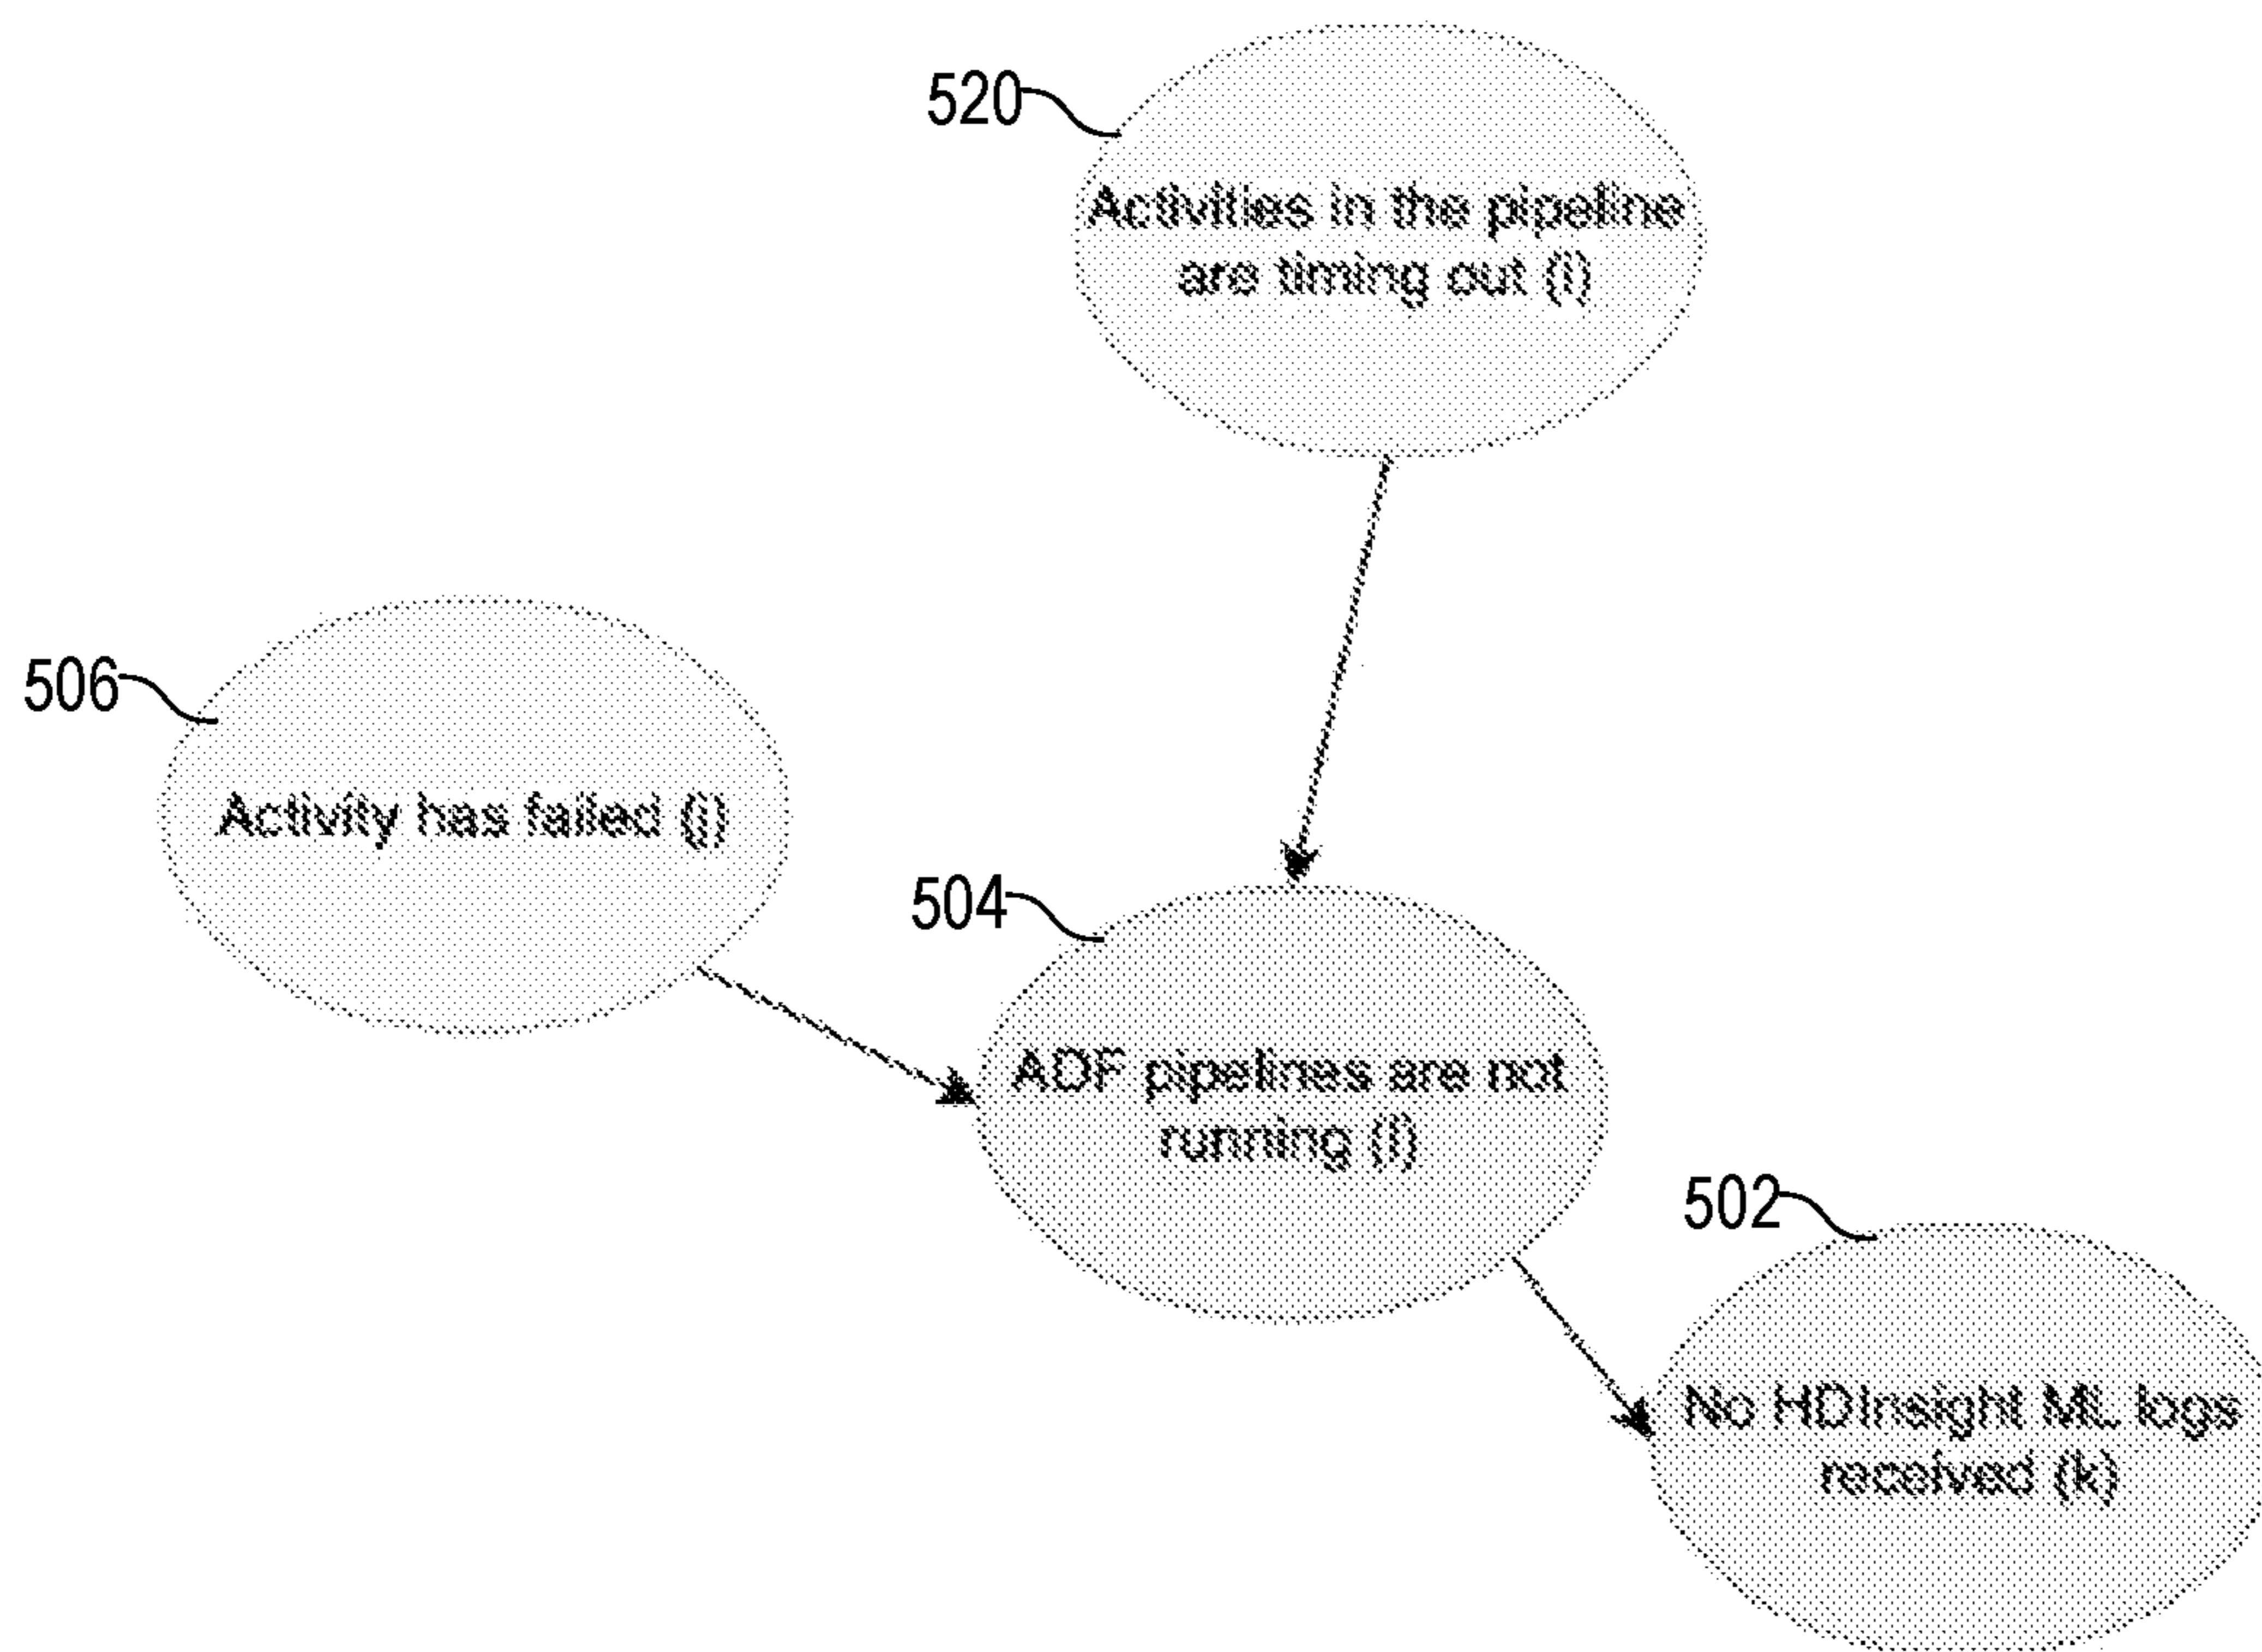 520
Activities in the pipeline
are timing out (i)
506
Activity has failed (j)
504
ADF pipelines are not
running (l)
502
No HDInsight ML logs
received (k)